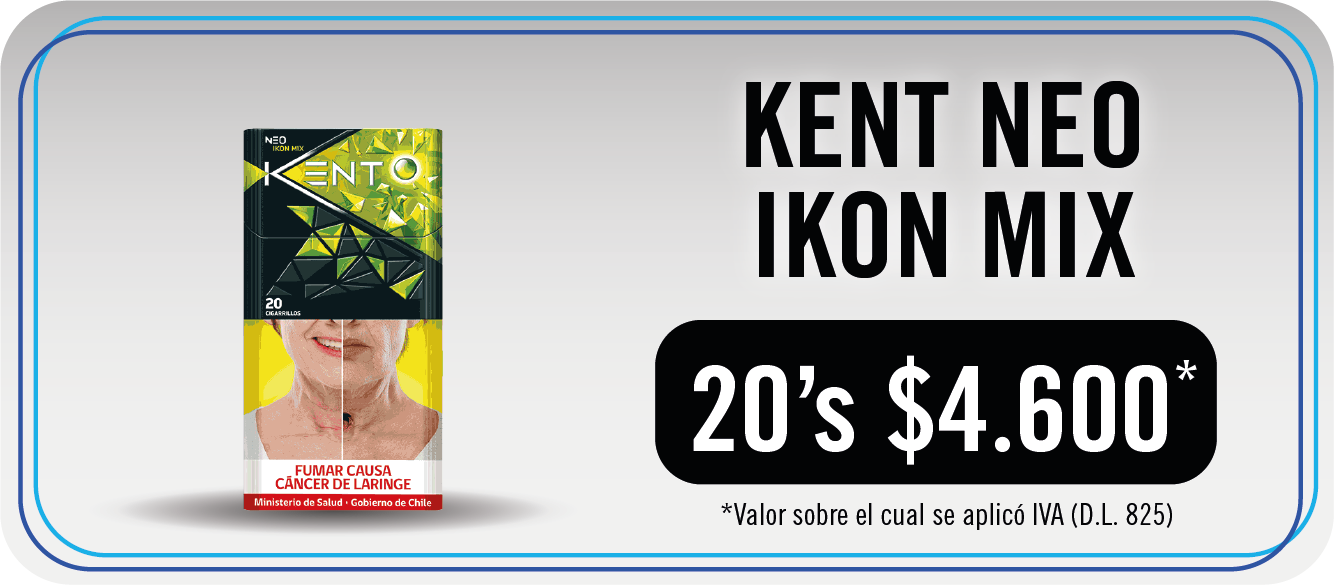 NEO
IKON MIX
KENT
20
CIGARRILLOS
FUMAR CAUSA
CÁNCER DE LARINGE
Ministerio de Salud · Gobierno de Chile
KENT NEO
IKON MIX
20's $4.600*
*Valor sobre el cual se aplicó IVA (D.L. 825)